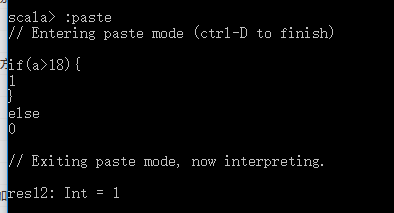 scala> :paste
// Entering paste mode (ctrl-D to finish)
if(a>18){
1
}
else
0
// Exiting paste mode, now interpreting.
res12: Int = 1